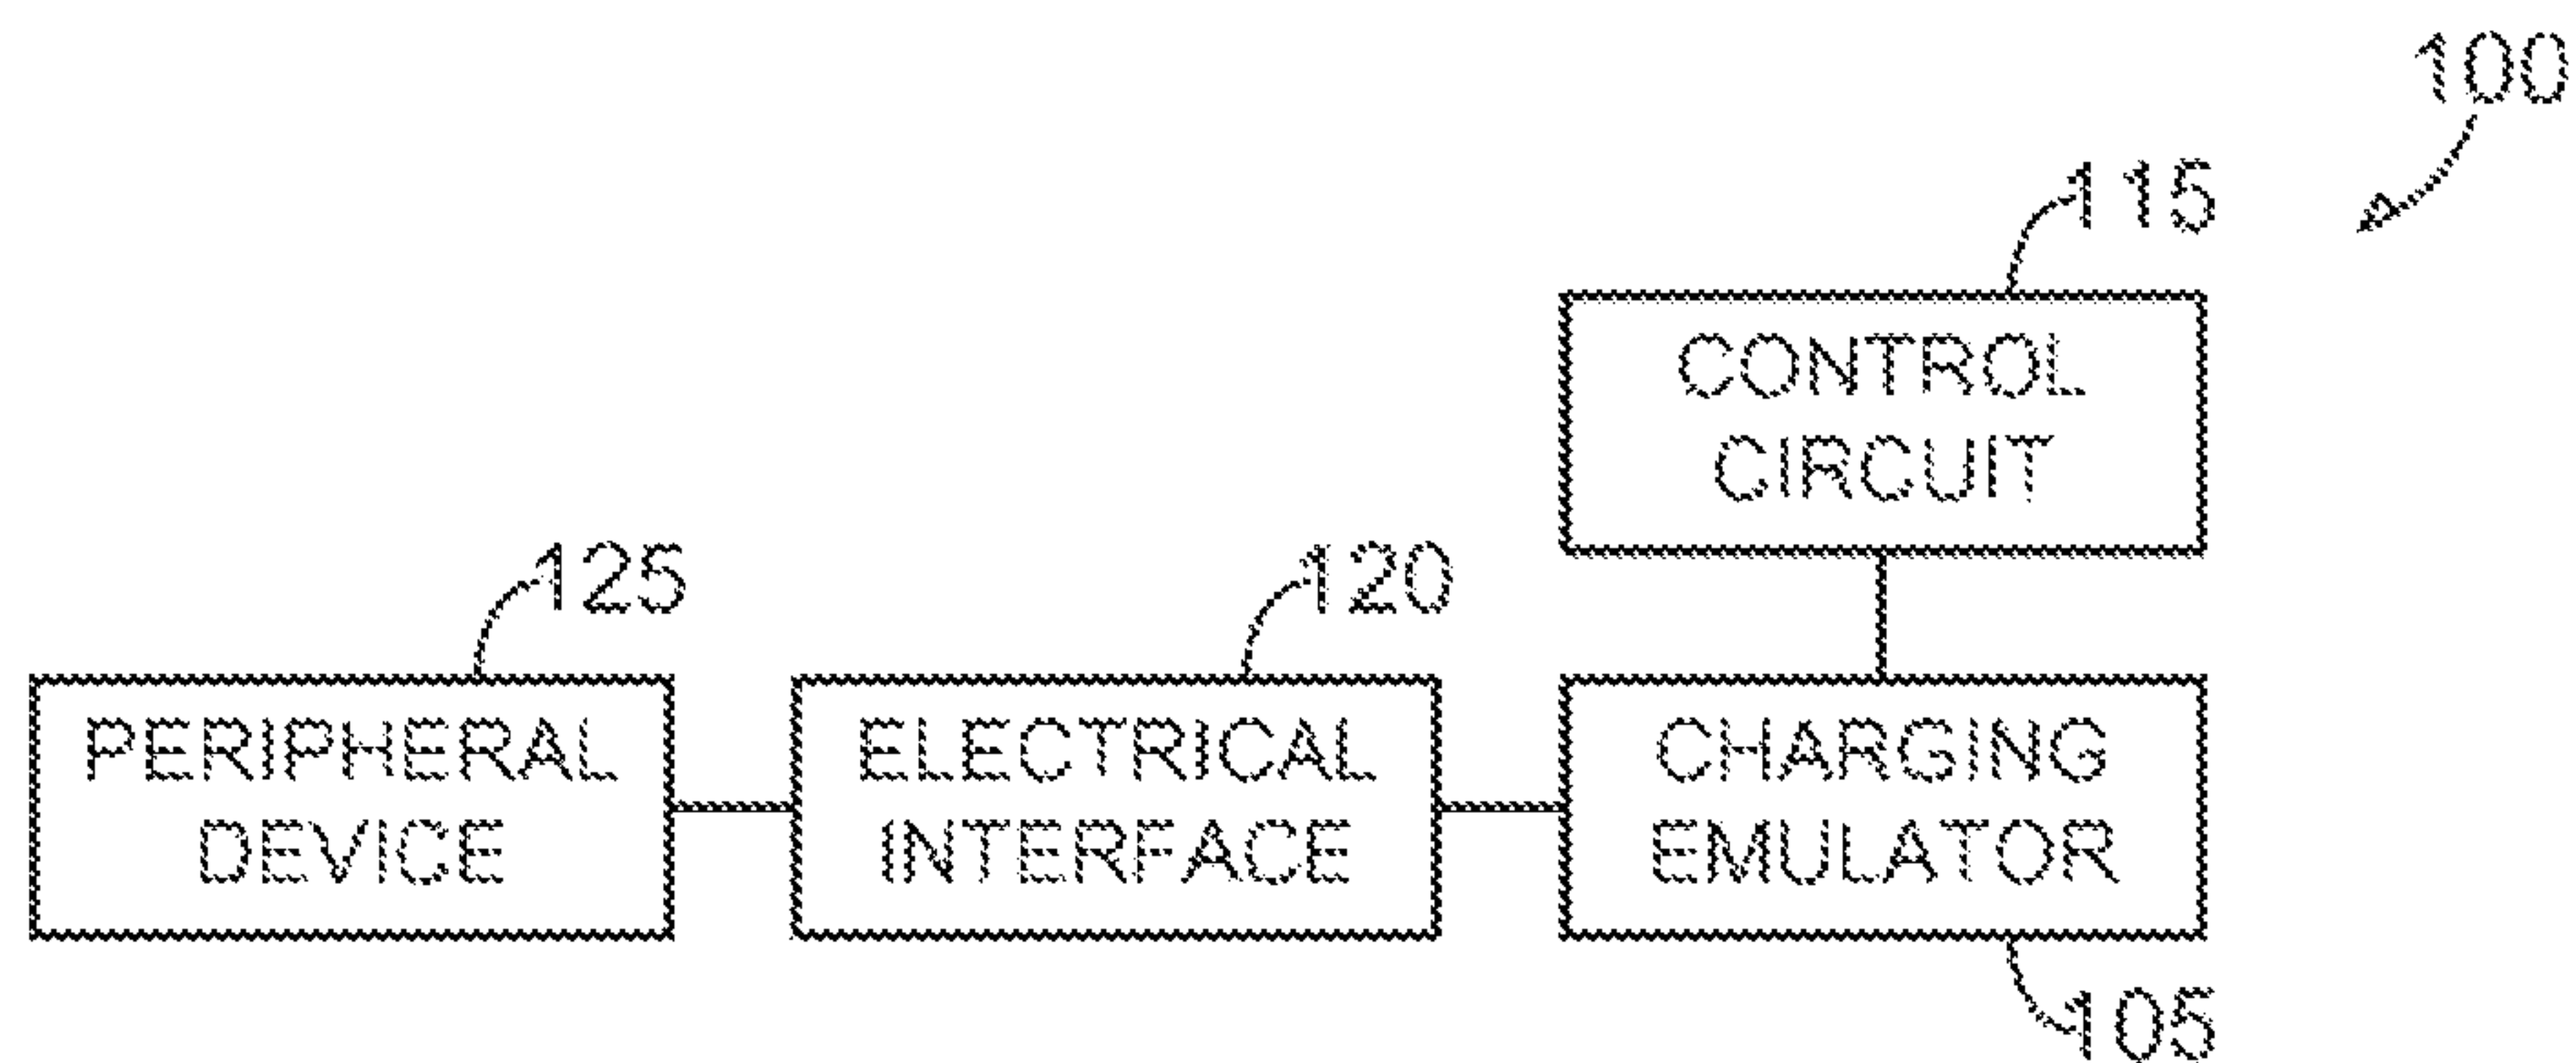 100
115
CONTROL
CIRCUIT
125
120
PERIPHERAL
DEVICE
ELECTRICAL
INTERFACE
CHARGING
EMULATOR
105